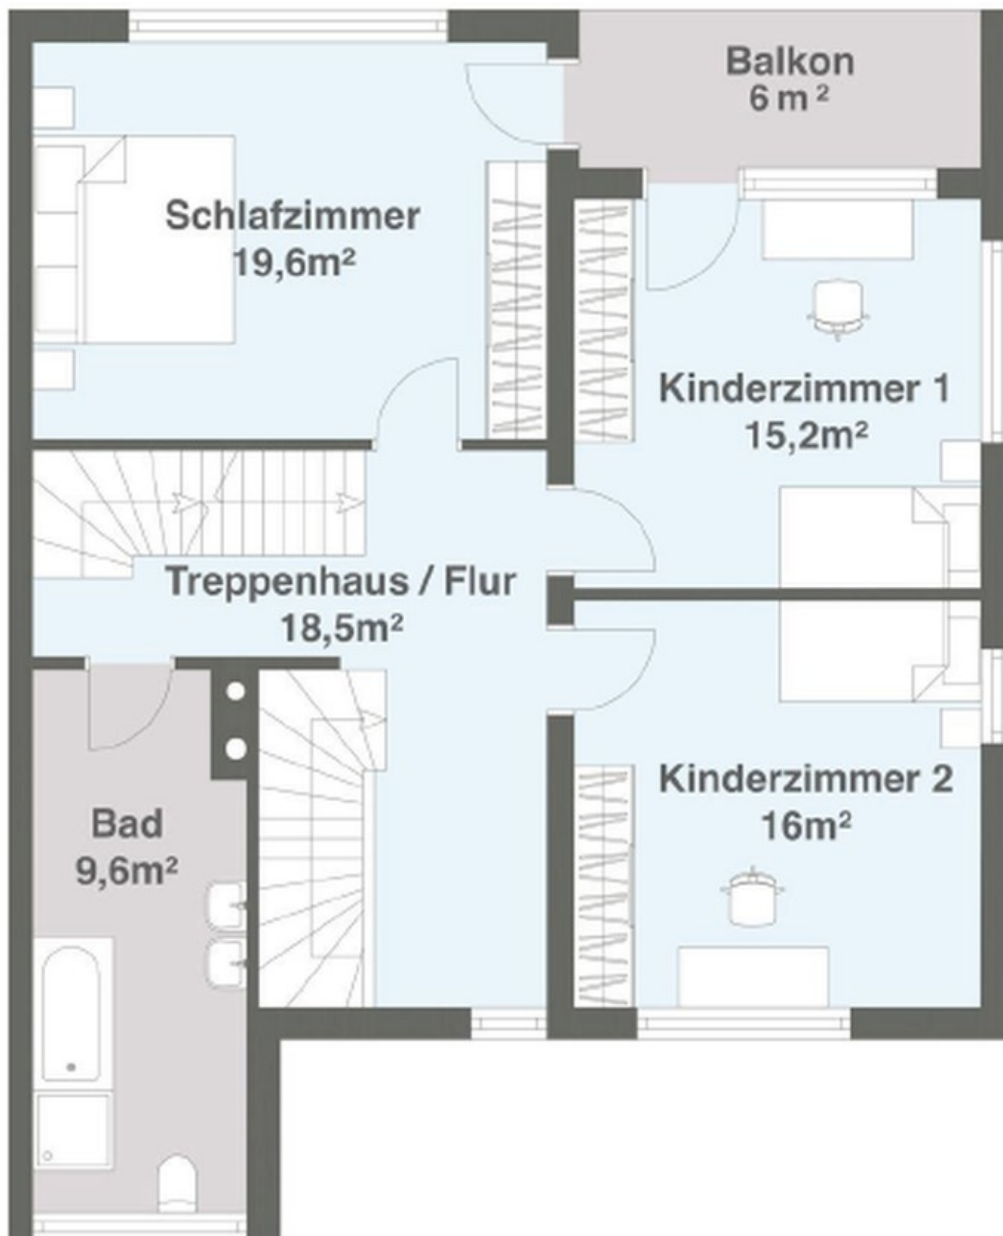 Balkon
6 m²
Schlafzimmer
19,6m²
Kinderzimmer 1
15,2m²
Treppenhaus / Flur
18,5m²
Kinderzimmer 2
16m²
Bad
9,6m²